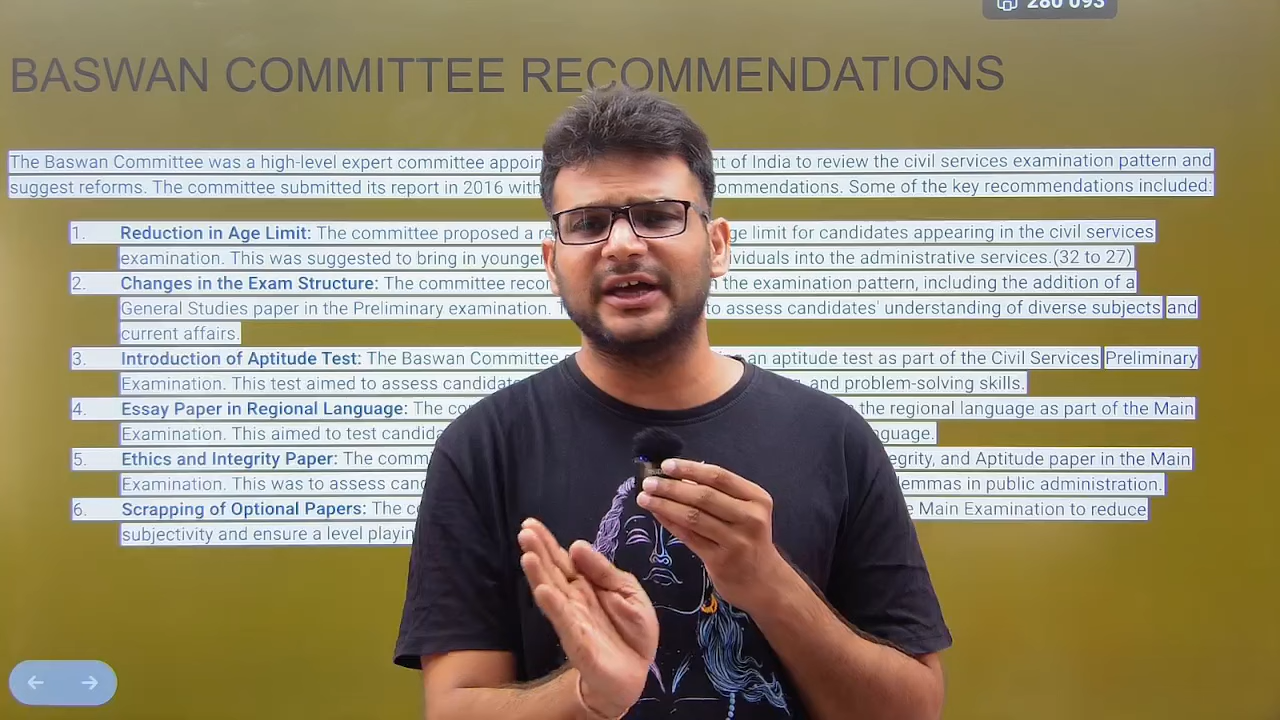 280 093
BASWAN COMMITTEE RECOMMENDATIONS
The Baswan Committee was a high-level expert committee appoin t of India to review the civil services examination pattern and
suggest reforms. The committee submitted its report in 2016 with ommendations. Some of the key recommendations included:
1. Reduction in Age Limit: The committee proposed a re ge limit for candidates appearing in the civil services
examination. This was suggested to bring in younger ividuals into the administrative services.(32 to 27)
2. Changes in the Exam Structure: The committee recor the examination pattern, including the addition of a
General Studies paper in the Preliminary examination. T to assess candidates' understanding of diverse subjects and
current affairs.
3. Introduction of Aptitude Test: The Baswan Committee an aptitude test as part of the Civil Services Preliminary
Examination. This test aimed to assess candidate and problem-solving skills.
4. Essay Paper in Regional Language: The co the regional language as part of the Main
Examination. This aimed to test candida guage.
5. Ethics and Integrity Paper: The comm egrity, and Aptitude paper in the Main
Examination. This was to assess can lemmas in public administration.
6. Scrapping of Optional Papers: The co e Main Examination to reduce
subjectivity and ensure a level playin